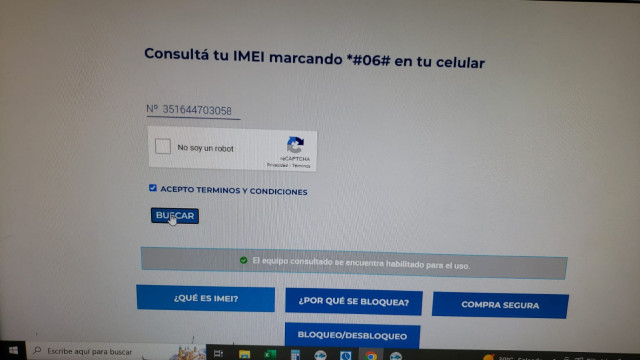 Consultá tu IMEI marcando *#06# en tu celular
Nº 351644703058
No soy un robot
reCAPTCHA
Privacidad - Términos
ACEPTO TERMINOS Y CONDICIONES
BUSCAR
El equipo consultado se encuentra habilitado para el uso.
¿QUÉ ES IMEI?
¿POR QUÉ SE BLOQUEA?
COMPRA SEGURA
BLOQUEO/DESBLOQUEO
Escribe aquí para buscar